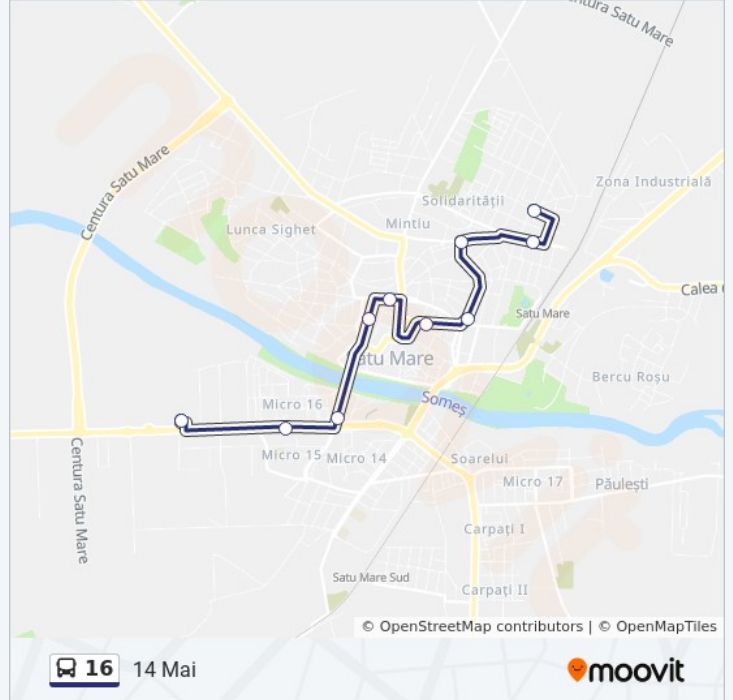 ntura Satu Mare
Centura Satu Mare
Zona Industrială
Solidarității
Mintiu
Lunca Sighet
Calea
Satu Mare
Satu Mare
Bercu Roșu
Someș
Micro 16
Micro 15
Micro 14
Soarelui
Micro 17
Păulești
Centura Satu Mare
Carpați I
Satu Mare Sud
Carpați II
© OpenStreetMap contributors | © OpenMapTiles
16 14 Mai
moovit